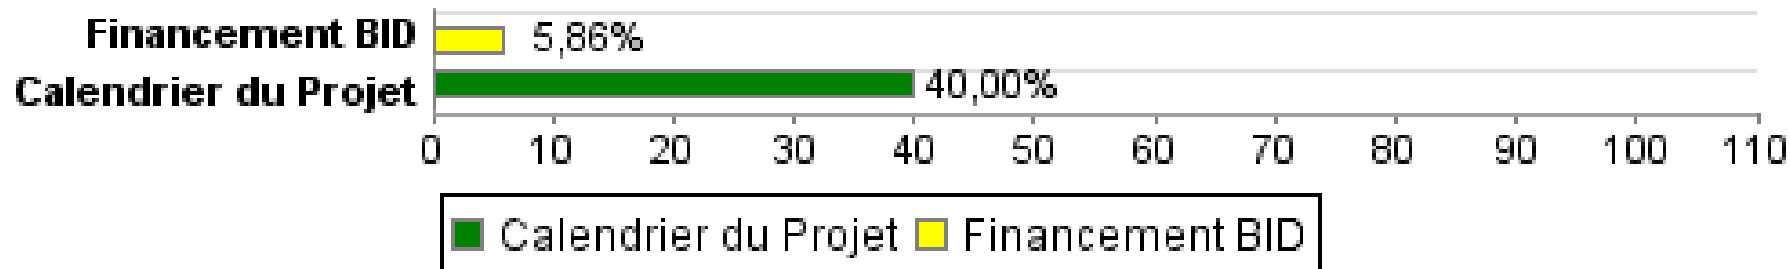 Financement BID 5,86%
Calendrier du Projet 40,00%
0 10 20 30 40 50 60 70 80 90 100 110
Calendrier du Projet Financement BID